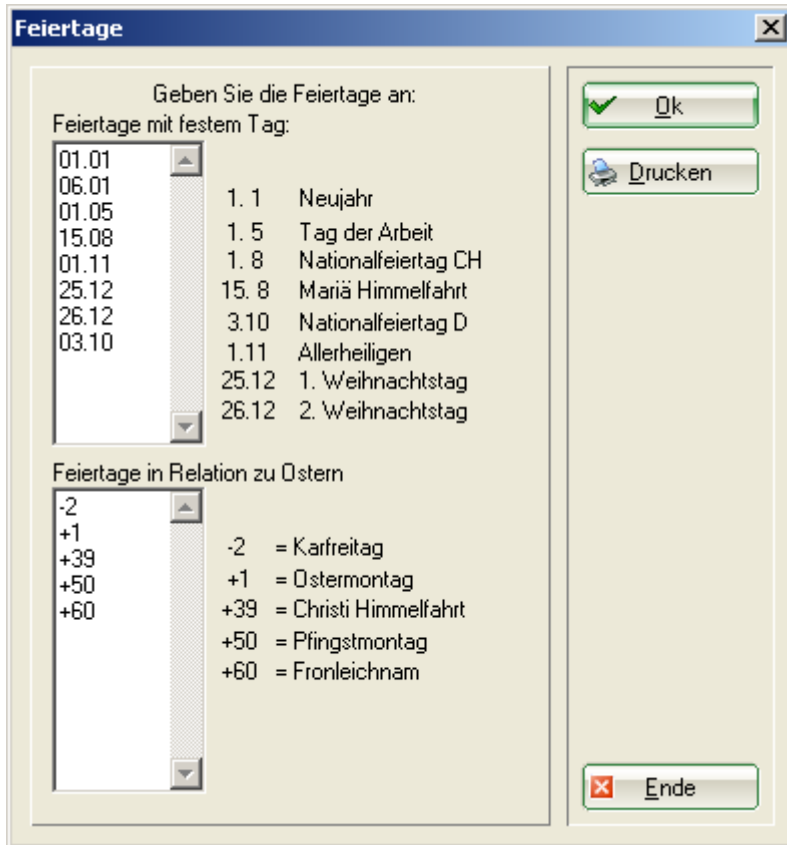 Feiertage
Geben Sie die Feiertage an:
Feiertage mit festem Tag:
01.01
06.01
01.05
15.08
01.11
25.12
26.12
03.10
1. 1 Neujahr
1. 5 Tag der Arbeit
1. 8 Nationalfeiertag CH
15. 8 Mariä Himmelfahrt
3.10 Nationalfeiertag D
1.11 Allerheiligen
25.12 1. Weihnachtstag
26.12 2. Weihnachtstag
Feiertage in Relation zu Ostern
-2
+1
+39
+50
+60
-2 = Karfreitag
+1 = Ostermontag
+39 = Christi Himmelfahrt
+50 = Pfingstmontag
+60 = Fronleichnam
Ok
Drucken
Ende